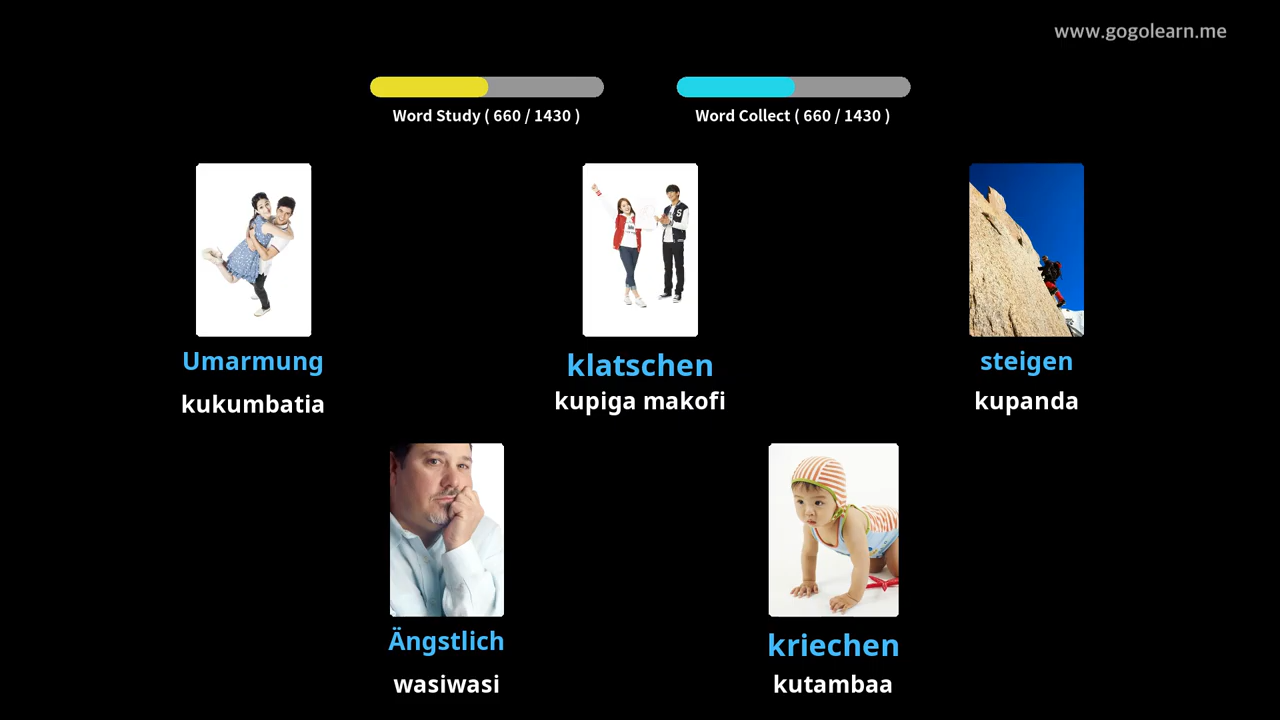 www.gogolearn.me
Word Study ( 660 / 1430 )
Word Collect ( 660 / 1430 )
Umarmung
kukumbatia
klatschen
kupiga makofi
steigen
kupanda
Ängstlich
wasiwasi
kriechen
kutambaa